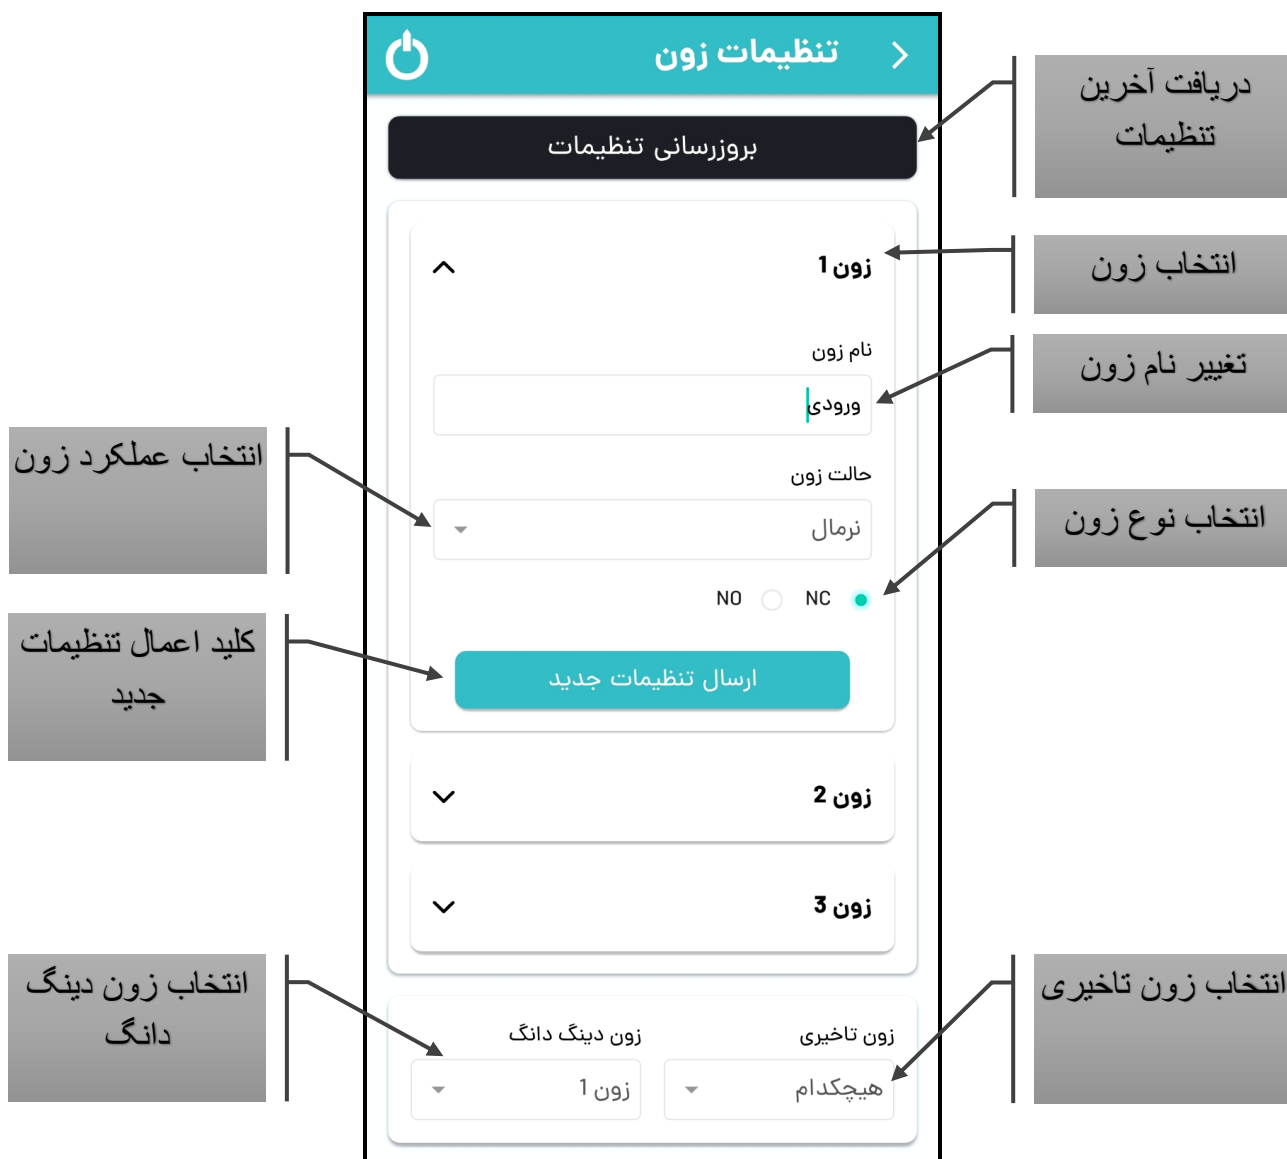 تنظیمات زون
دریافت آخرین
تنظیمات
بروزرسانی تنظیمات
زون 1
انتخاب زون
نام زون
تغییر نام زون
ورودی
انتخاب عملکرد زون
حالت زون
نرمال
انتخاب نوع زون
NC
NO
کلید اعمال تنظیمات
جدید
ارسال تنظیمات جدید
زون 2
زون 3
انتخاب زون تاخیری
انتخاب زون دینگ
دانگ
زون تاخیری
زون دینگ دانگ
هیچکدام
زون 1